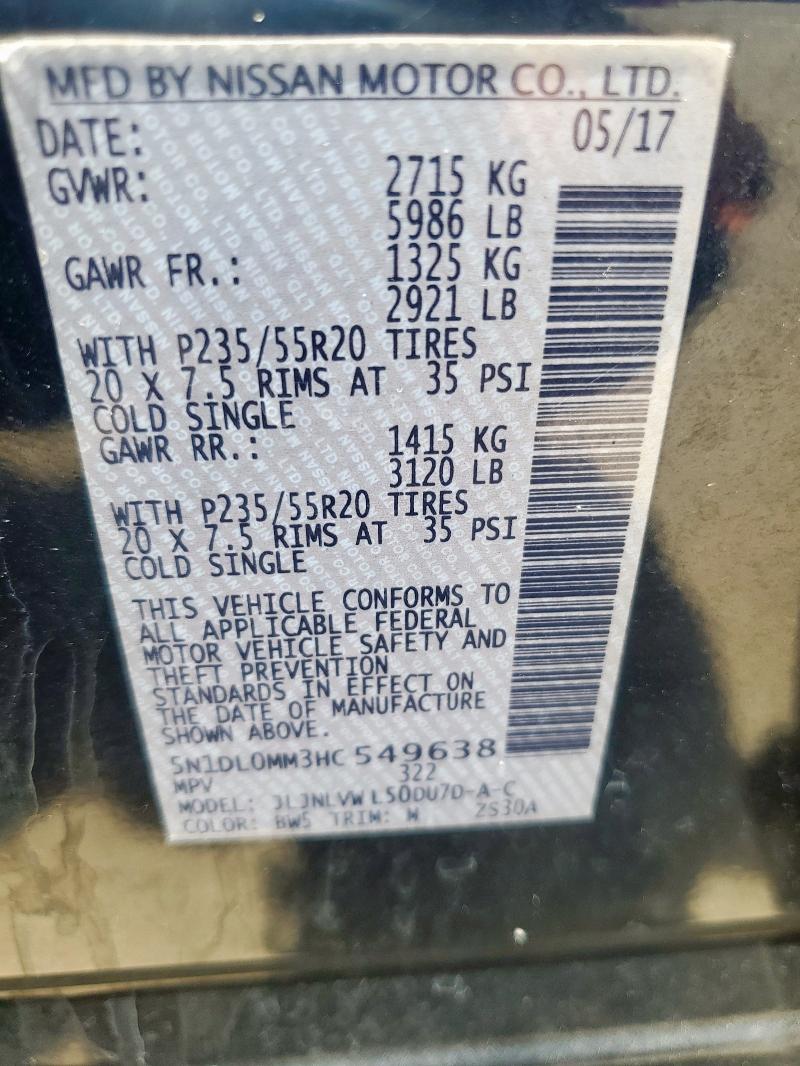 MFD BY NISSAN MOTOR CO., LTD.
DATE: 05/17
GVWR: 2715 KG
5986 LB
GAWR FR.: 1325 KG
2921 LB
WITH P235/55R20 TIRES
20 X 7.5 RIMS AT 35 PSI
COLD SINGLE
GAWR RR.: 1415 KG
3120 LB
WITH P235/55R20 TIRES
20 X 7.5 RIMS AT 35 PSI
COLD SINGLE
THIS VEHICLE CONFORMS TO
ALL APPLICABLE FEDERAL
MOTOR VEHICLE SAFETY AND
THEFT PREVENTION
STANDARDS IN EFFECT ON
THE DATE OF MANUFACTURE
SHOWN ABOVE.
5N1DL0MM3HC549638
MPV 322
MODEL: JLJNLVWL50DU7D-A-C
COLOR: BW5 TRIM: W ZS30A